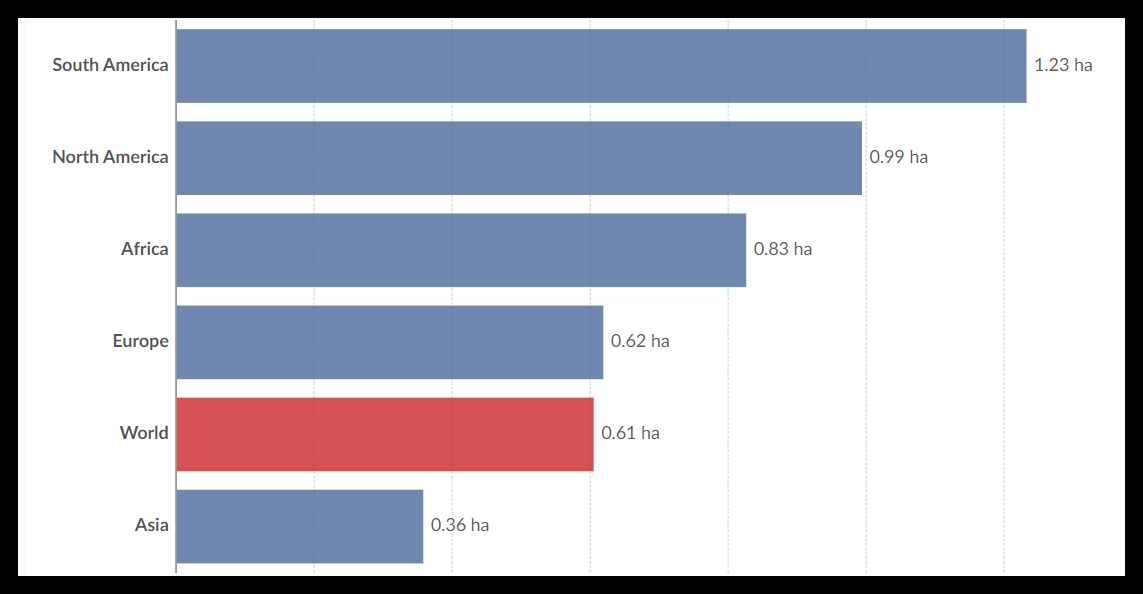 South America 1.23 ha
North America 0.99 ha
Africa 0.83 ha
Europe 0.62 ha
World 0.61 ha
Asia 0.36 ha